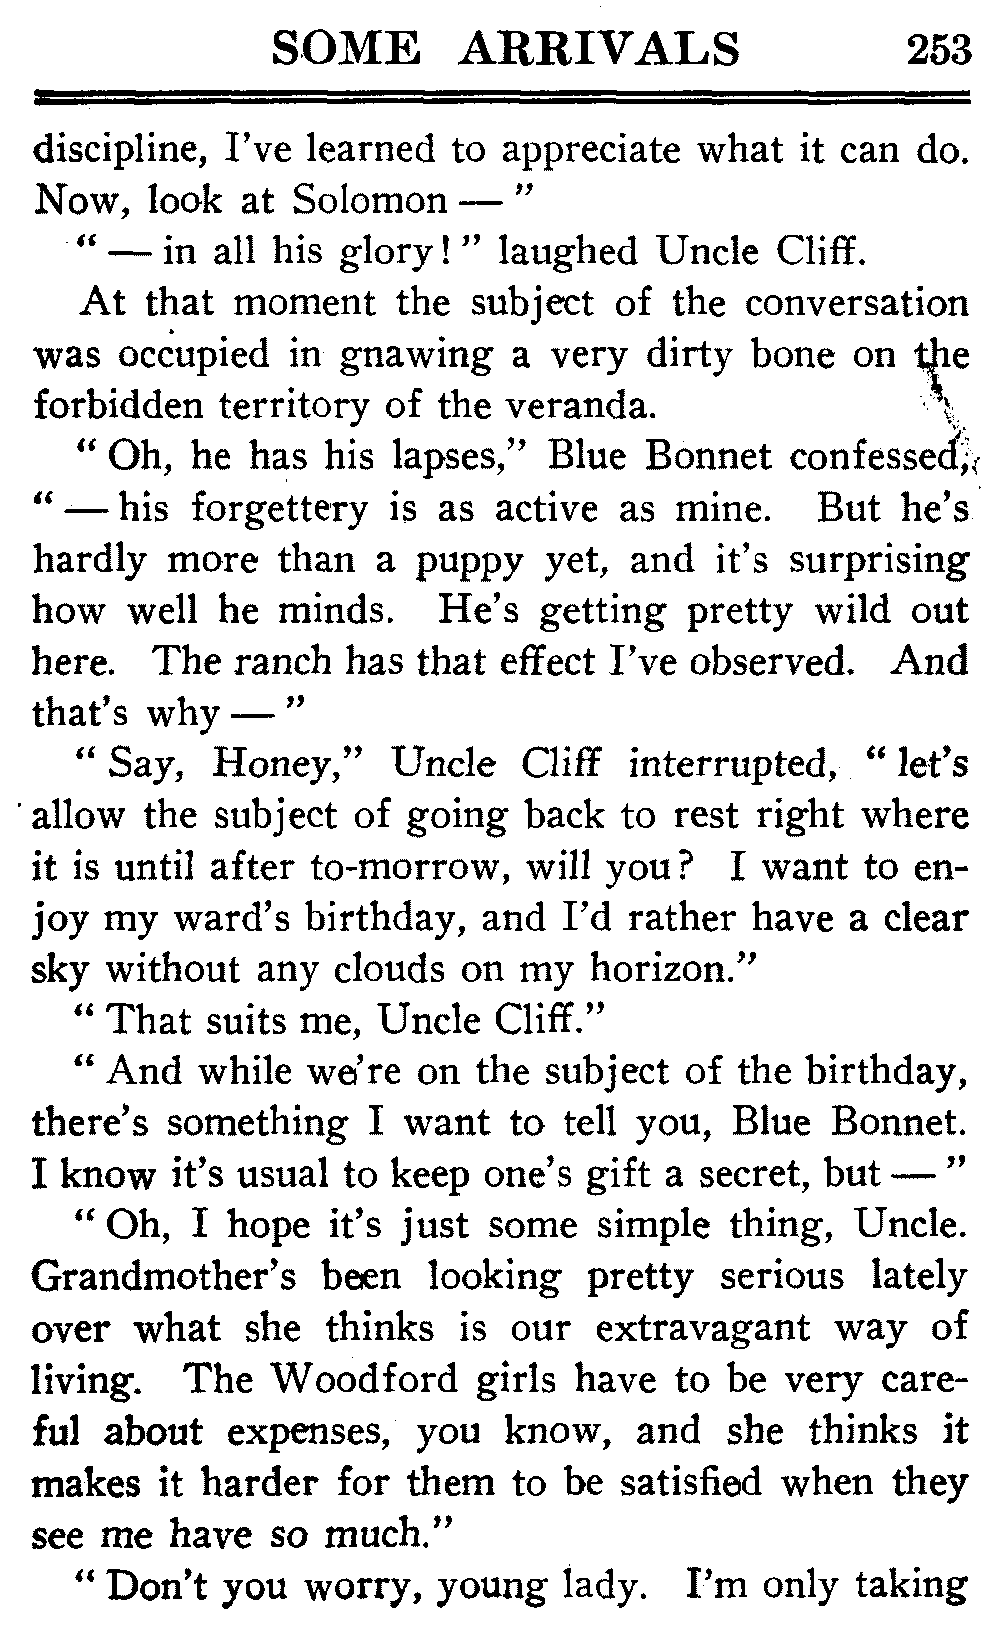 SOME ARRIVALS 253
discipline, I've learned to appreciate what it can do.
Now, look at Solomon — "
" — in all his glory! " laughed Uncle Cliff.
At that moment the subject of the conversation
was occupied in gnawing a very dirty bone on the
forbidden territory of the veranda.
" Oh, he has his lapses," Blue Bonnet confessed,
" — his forgettery is as active as mine. But he's
hardly more than a puppy yet, and it's surprising
how well he minds. He's getting pretty wild out
here. The ranch has that effect I've observed. And
that's why — "
" Say, Honey," Uncle Cliff interrupted, " let's
allow the subject of going back to rest right where
it is until after to-morrow, will you? I want to en-
joy my ward's birthday, and I'd rather have a clear
sky without any clouds on my horizon."
" That suits me, Uncle Cliff."
" And while we're on the subject of the birthday,
there's something I want to tell you, Blue Bonnet.
I know it's usual to keep one's gift a secret, but — "
" Oh, I hope it's just some simple thing, Uncle.
Grandmother's been looking pretty serious lately
over what she thinks is our extravagant way of
living. The Woodford girls have to be very care-
ful about expenses, you know, and she thinks it
makes it harder for them to be satisfied when they
see me have so much."
" Don't you worry, young lady. I'm only taking